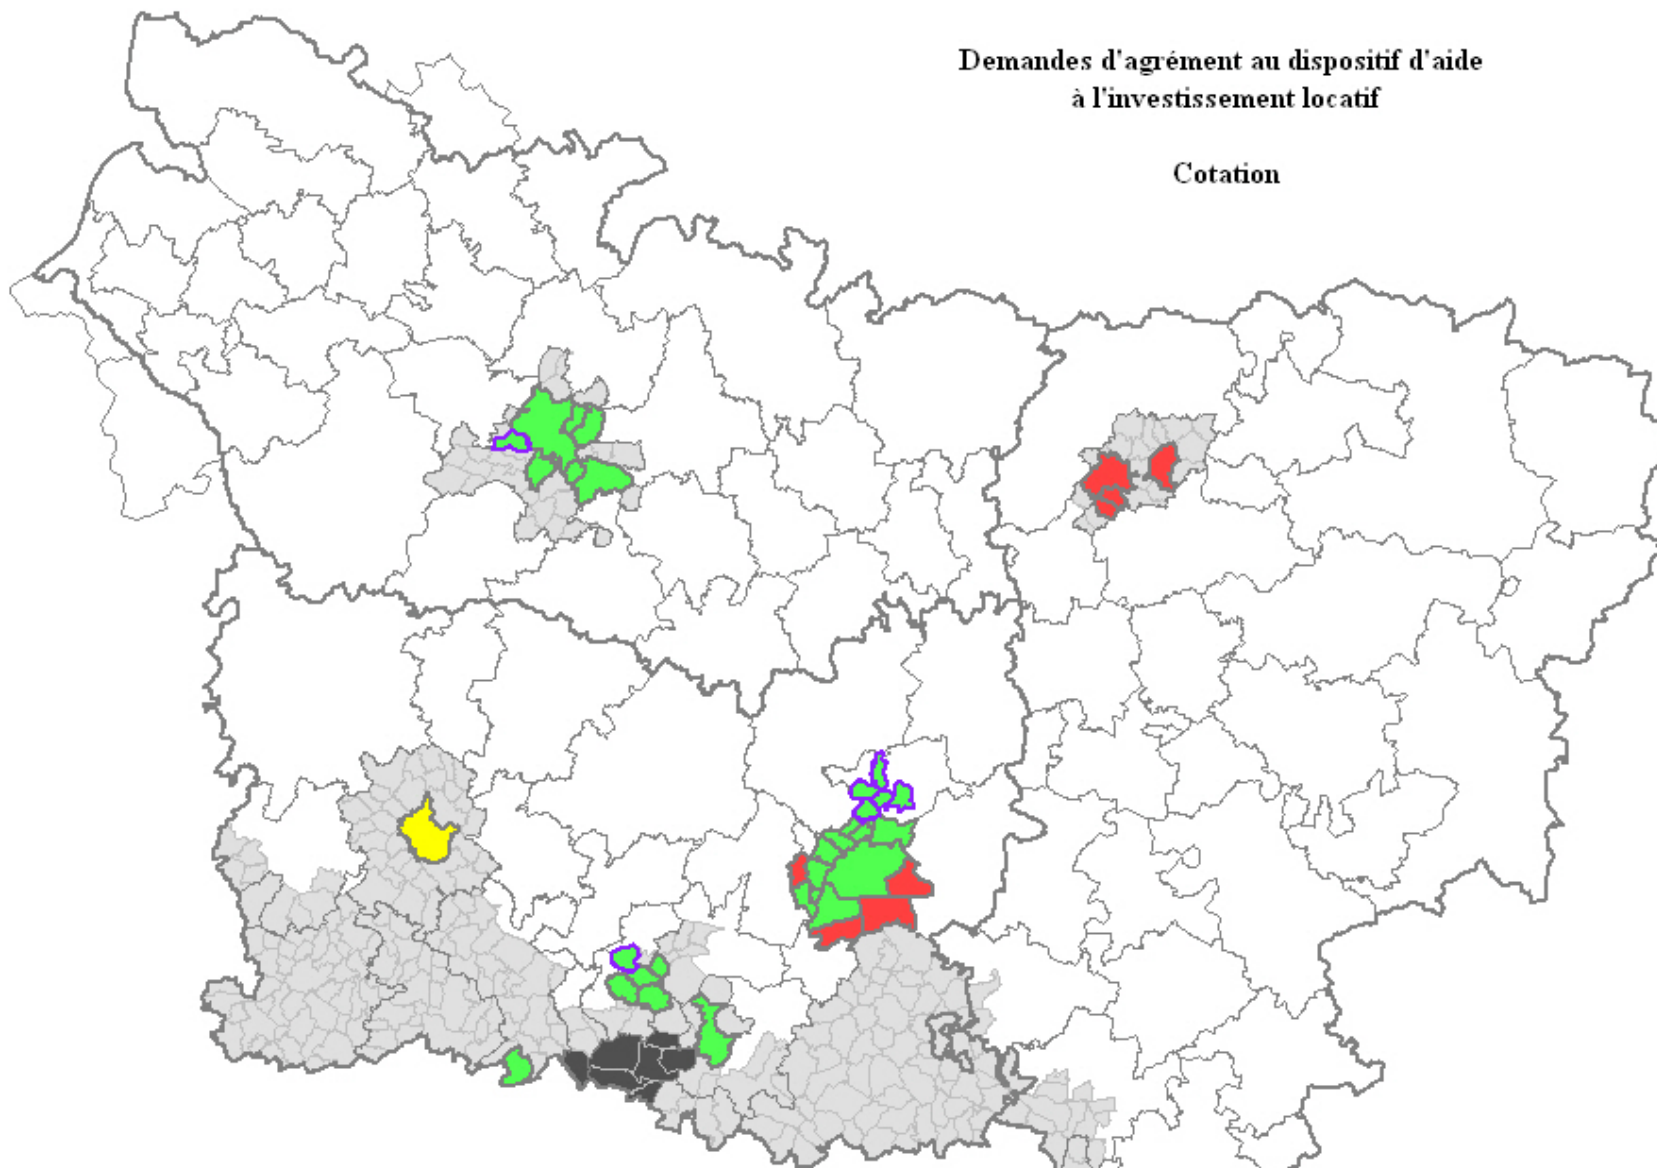 Demandes d'agrément au dispositif d'aide
à l'investissement locatif
Cotation